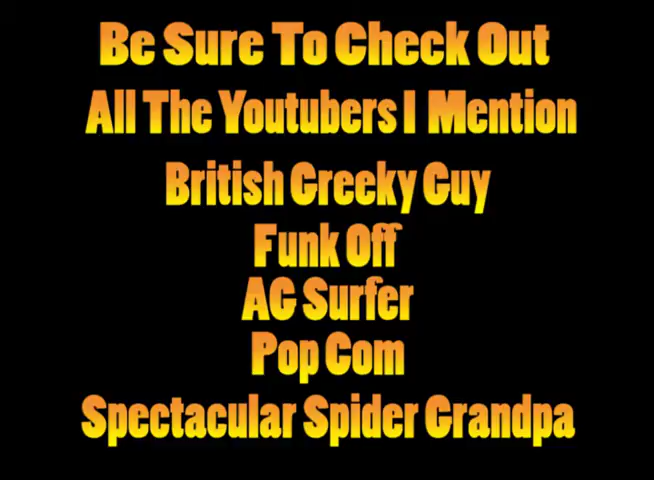 Be Sure To Check Out
All The Youtubers I Mention
British Greeky Guy
Funk Off
AG Surfer
Pop Com
Spectacular Spider Grandpa